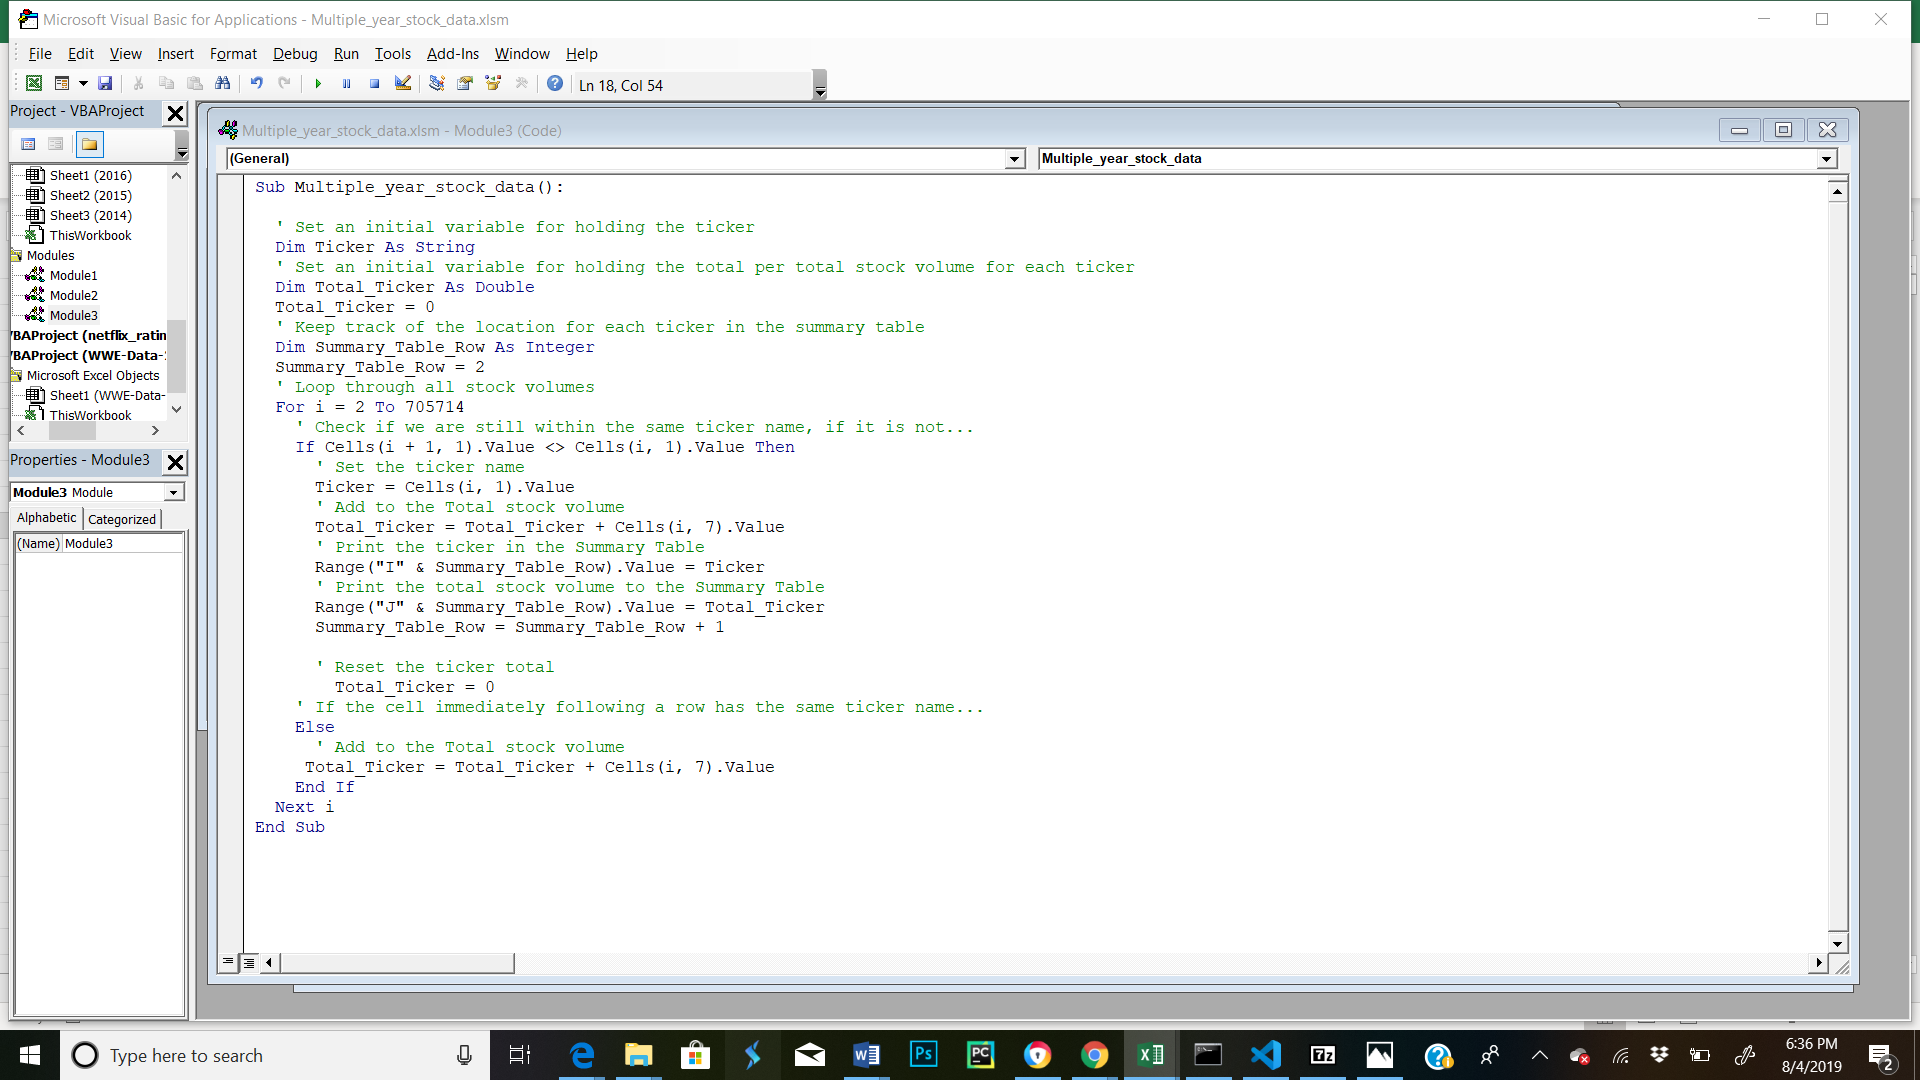 Microsoft Visual Basic for Applications - Multiple_year_stock_data.xlsm
File Edit View Insert Format Debug Run Tools Add-Ins Window Help
Ln 18, Col 54
Project - VBAProject
Sheet1 (2016)
Sheet2 (2015)
Sheet3 (2014)
ThisWorkbook
Modules
Module1
Module2
Module3
VBAProject (netflix_ratin
VBAProject (WWE-Data-
Microsoft Excel Objects
Sheet1 (WWE-Data-
ThisWorkbook
Properties - Module3
Module3 Module
Alphabetic Categorized
(Name) Module3
Multiple_year_stock_data.xlsm - Module3 (Code)
(General) Multiple_year_stock_data
Sub Multiple_year_stock_data():
' Set an initial variable for holding the ticker
Dim Ticker As String
' Set an initial variable for holding the total per total stock volume for each ticker
Dim Total_Ticker As Double
Total_Ticker = 0
' Keep track of the location for each ticker in the summary table
Dim Summary_Table_Row As Integer
Summary_Table_Row = 2
' Loop through all stock volumes
For i = 2 To 705714
' Check if we are still within the same ticker name, if it is not...
If Cells(i + 1, 1).Value <> Cells(i, 1).Value Then
' Set the ticker name
Ticker = Cells(i, 1).Value
' Add to the Total stock volume
Total_Ticker = Total_Ticker + Cells(i, 7).Value
' Print the ticker in the Summary Table
Range("I" & Summary_Table_Row).Value = Ticker
' Print the total stock volume to the Summary Table
Range("J" & Summary_Table_Row).Value = Total_Ticker
Summary_Table_Row = Summary_Table_Row + 1
' Reset the ticker total
Total_Ticker = 0
' If the cell immediately following a row has the same ticker name...
Else
' Add to the Total stock volume
Total_Ticker = Total_Ticker + Cells(i, 7).Value
End If
Next i
End Sub
Type here to search
6:36 PM
8/4/2019
2